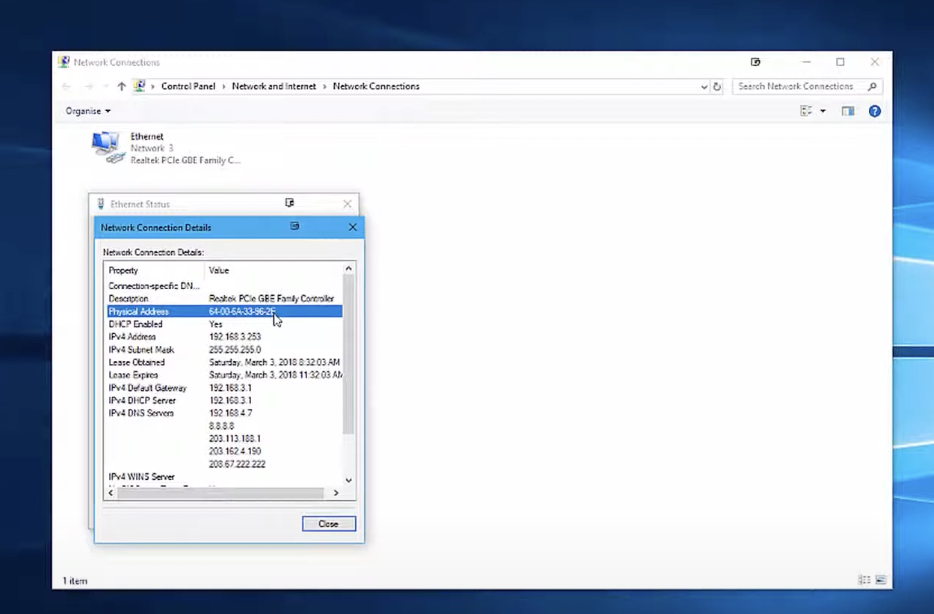 Network Connections
Control Panel > Network and Internet > Network Connections
Search Network Connections
Organise
Ethernet
Network 3
Realtek PCIe GBE Family C...
Ethernet Status
Network Connection Details
Network Connection Details:
Property Value
Connection-specific DN...
Description Realtek PCIe GBE Family Controller
Physical Address 64-00-6A-33-96-2E
DHCP Enabled Yes
IPv4 Address 192.168.3.253
IPv4 Subnet Mask 255.255.255.0
Lease Obtained Saturday, March 3, 2018 8:32:03 AM
Lease Expires Saturday, March 3, 2018 11:32:03 AM
IPv4 Default Gateway 192.168.3.1
IPv4 DHCP Server 192.168.3.1
IPv4 DNS Servers 192.168.4.7
8.8.8.8
203.113.188.1
203.162.4.190
208.67.222.222
IPv4 WINS Server
Close
1 item